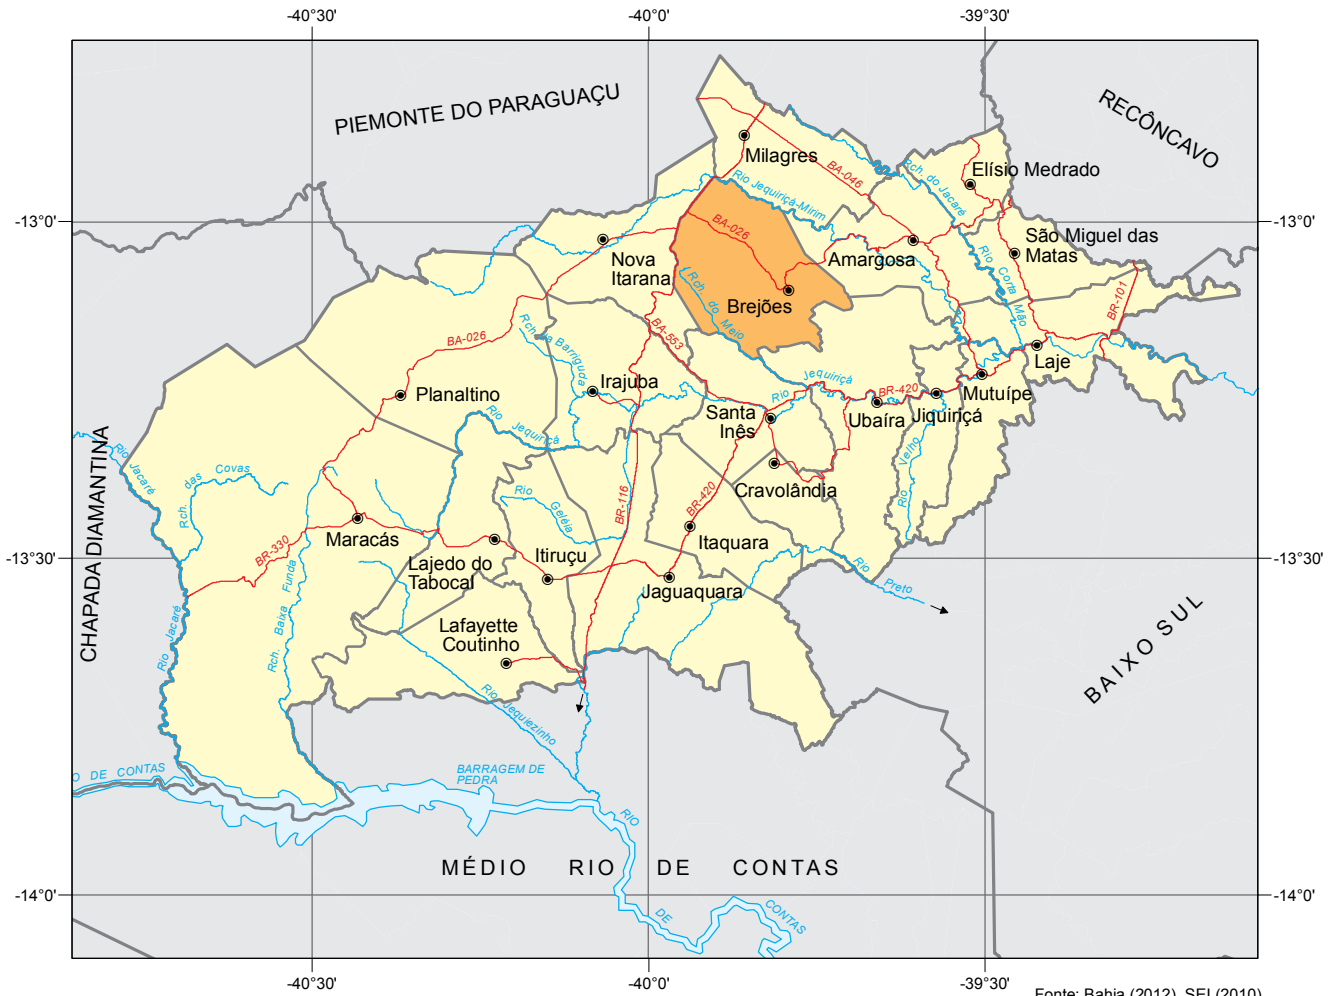 -40°30'
-40°0'
-39°30'
PIEMONTE DO PARAGUAÇU
RECÔNCAVO
Milagres
BA-046
Rch. do Jacaré
Elísio Medrado
Rio Jequiriçá-Mirim
-13°0'
-13°0'
BA-026
Nova
Itarana
Amargosa
São Miguel das
Matas
Rio Corta Mão
BR-101
Rch. do Meio
Brejões
BA-026
Rch. da Barriguda
BA-553
Laje
Planaltino
Irajuba
Jequiriçá
Rio
BR-420
Mutuípe
Santa
Inês
Ubaíra
Jiquiriçá
Rio Jequiriçá
CHAPADA DIAMANTINA
Rio Jacaré
Rch. das Covas
Rio Velho
Cravolândia
Rio Geléia
BR-116
BR-420
Maracás
Itiruçu
Itaquara
BR-330
Lajedo do
Tabocal
-13°30'
-13°30'
Jaguaquara
Rio Preto
Rch. Baixa Funda
Rio Jacaré
Lafayette
Coutinho
BAIXO SUL
Rio Jequiezinho
O DE CONTAS
BARRAGEM DE
PEDRA
RIO
MÉDIO RIO DE CONTAS
-14°0'
-14°0'
DE
CONTAS
-40°30'
-40°0'
-39°30'
Fonte: Bahia (2012), SEI (2010)